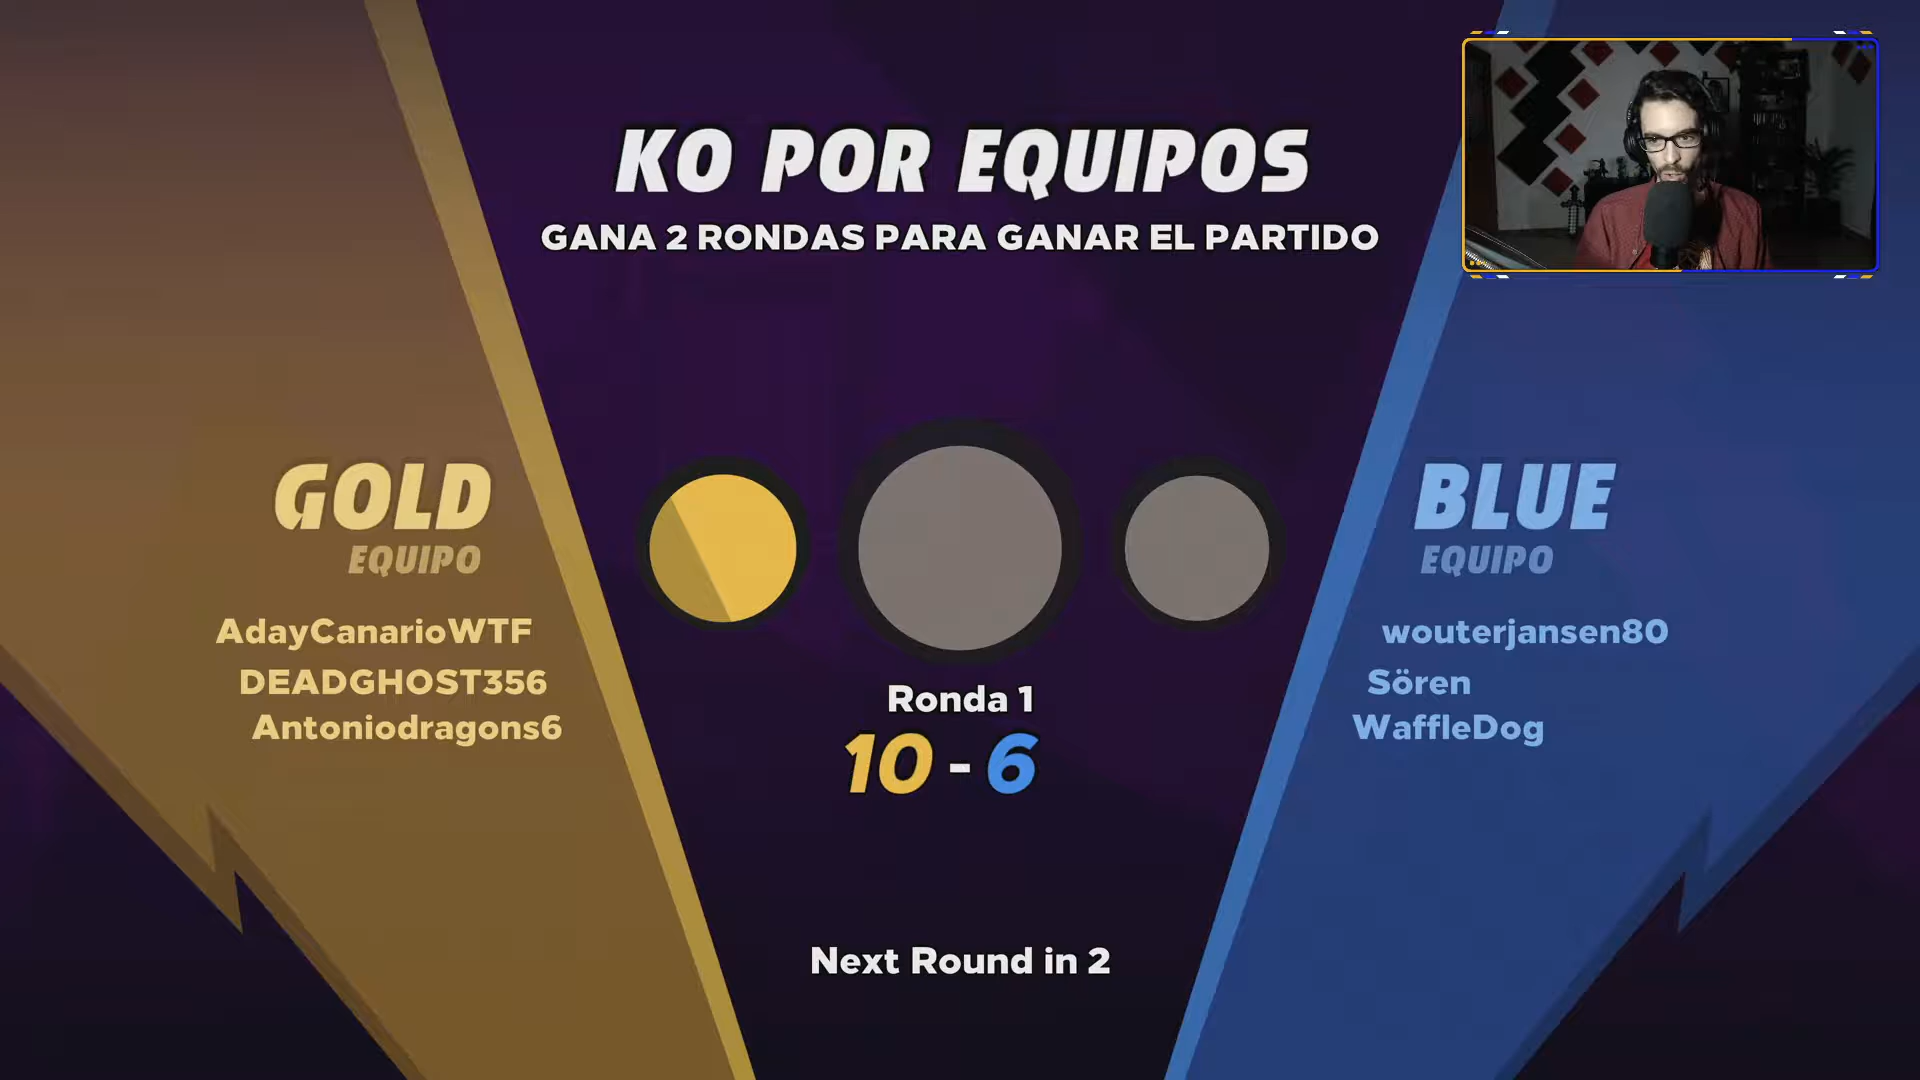 KO POR EQUIPOS
GANA 2 RONDAS PARA GANAR EL PARTIDO
GOLD
EQUIPO
AdayCanarioWTF
DEADGHOST356
Antoniodragons6
Ronda 1
10 - 6
BLUE
EQUIPO
wouterjansen80
Sören
WaffleDog
Next Round in 2